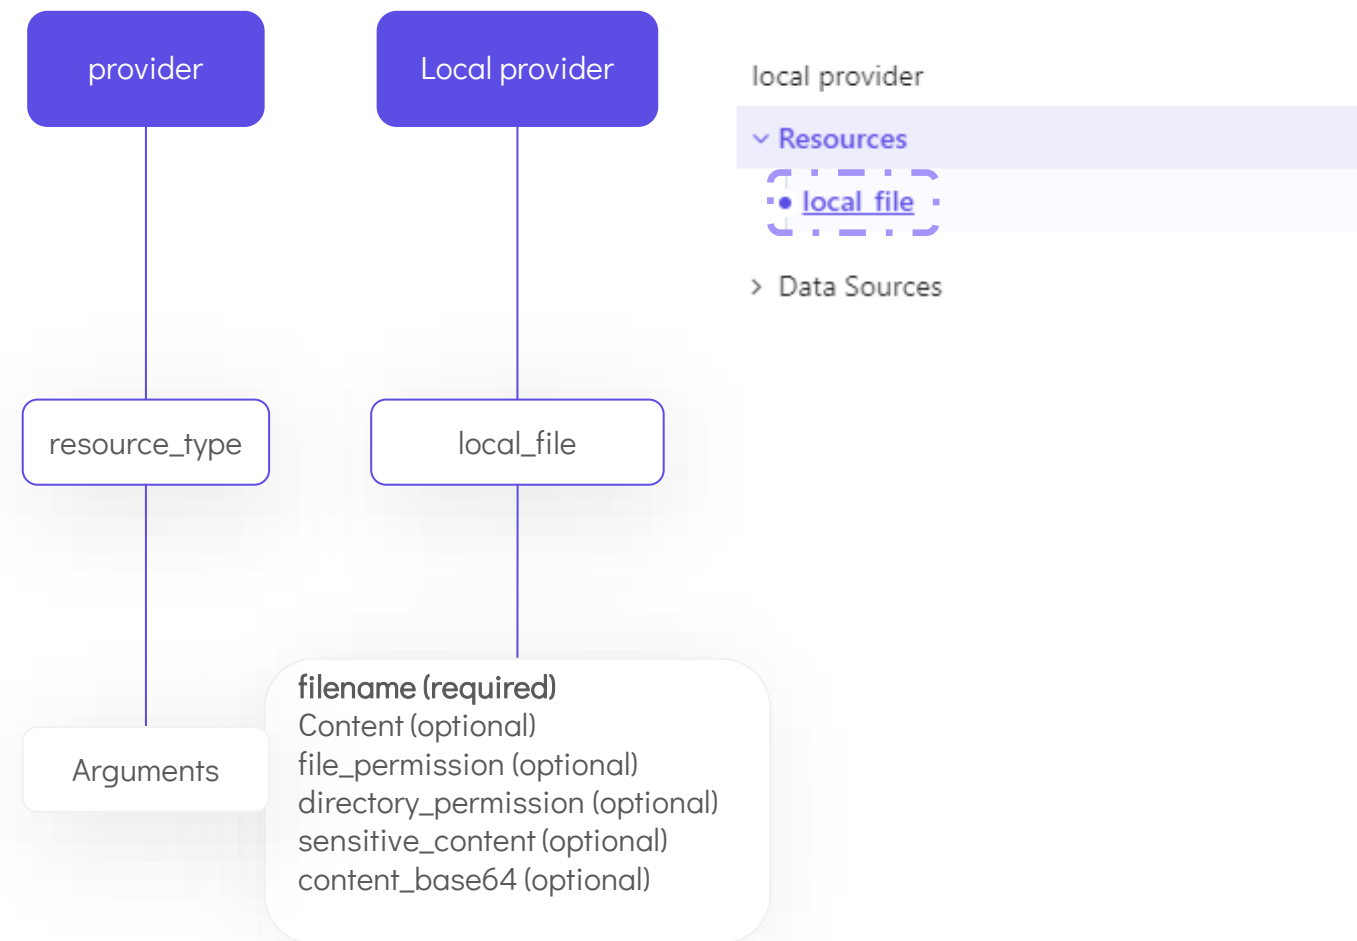 provider
Local provider
local provider
Resources
local_file
Data Sources
resource_type
local_file
Arguments
filename (required)
Content (optional)
file_permission (optional)
directory_permission (optional)
sensitive_content (optional)
content_base64 (optional)